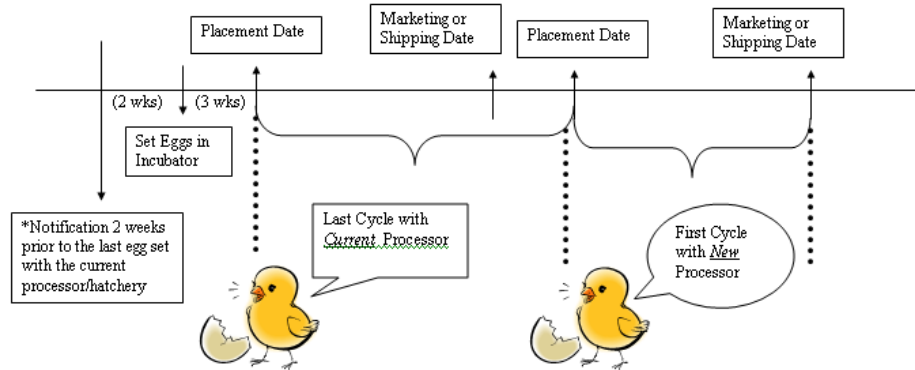 Placement Date
Marketing or
Shipping Date
Placement Date
Marketing or
Shipping Date
(2 wks)
(3 wks)
Set Eggs in
Incubator
*Notification 2 weeks
prior to the last egg set
with the current
processor/hatchery
Last Cycle with
Current Processor
First Cycle
with New
Processor